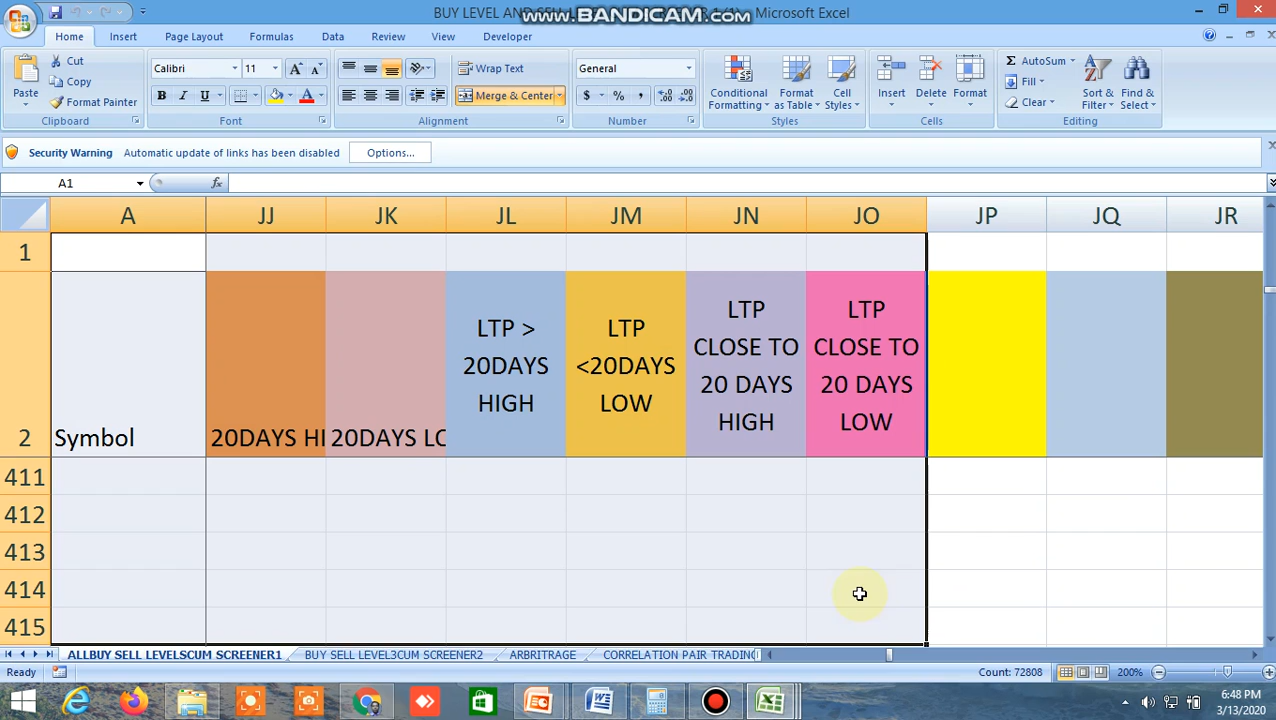 BUY LEVEL AND SELL
www.BANDICAM.com
- Microsoft Excel
Home Insert Page Layout Formulas Data Review View Developer
Paste
Cut
Copy
Format Painter
Clipboard
Calibri 11
B I U
Font
Wrap Text
Merge & Center
Alignment
General
$ % ,
Number
Conditional Formatting
Format as Table
Cell Styles
Styles
Insert Delete Format
Cells
AutoSum
Fill
Clear
Sort & Filter
Find & Select
Editing
Security Warning Automatic update of links has been disabled Options...
A1 fx
A JJ JK JL JM JN JO JP JQ JR
1
2 Symbol 20DAYS HI 20DAYS LO
LTP >
20DAYS
HIGH
LTP
<20DAYS
LOW
LTP
CLOSE TO
20 DAYS
HIGH
LTP
CLOSE TO
20 DAYS
LOW
411
412
413
414
415
ALLBUY SELL LEVELSCUM SCREENER1 BUY SELL LEVEL3CUM SCREENER2 ARBITRAGE CORRELATION PAIR TRADING
Ready Count: 72808 200%
6:48 PM
3/13/2020